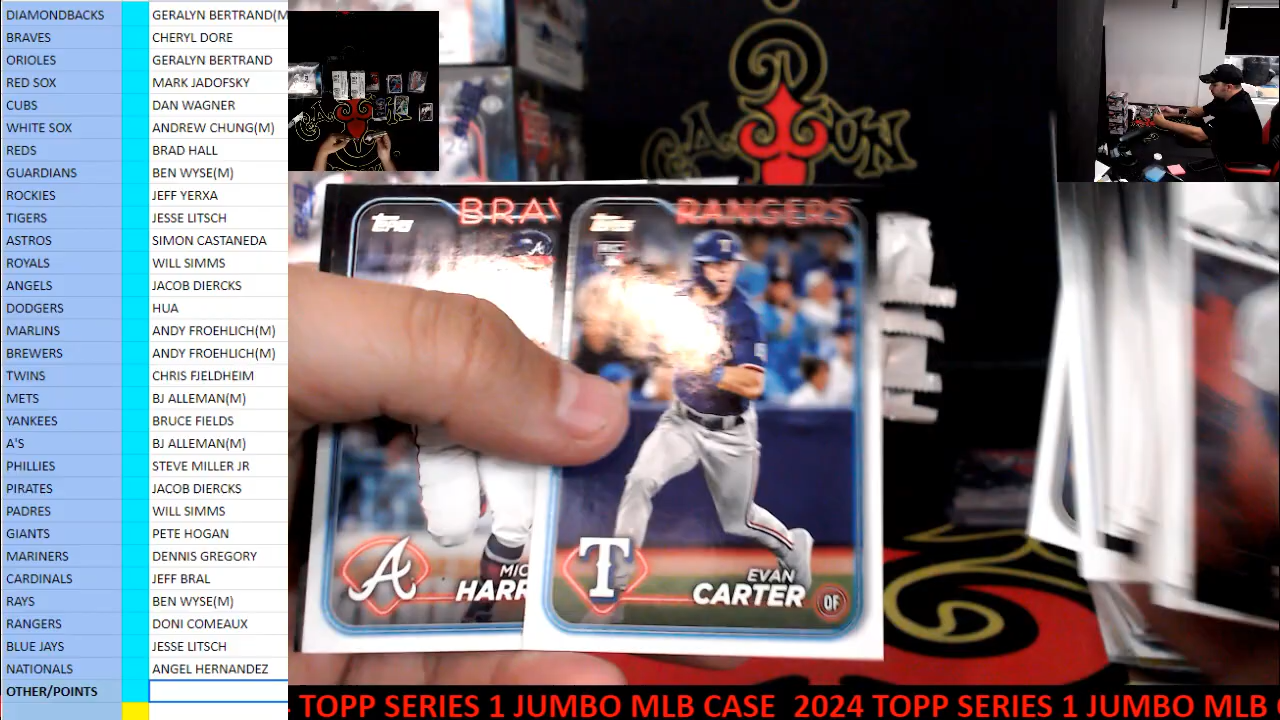 DIAMONDBACKS GERALYN BERTRAND(M
BRAVES CHERYL DORE
ORIOLES GERALYN BERTRAND
RED SOX MARK JADOFSKY
CUBS DAN WAGNER
WHITE SOX ANDREW CHUNG(M)
REDS BRAD HALL
GUARDIANS BEN WYSE(M)
ROCKIES JEFF YERXA
TIGERS JESSE LITSCH
ASTROS SIMON CASTANEDA
ROYALS WILL SIMMS
ANGELS JACOB DIERCKS
DODGERS HUA
MARLINS ANDY FROEHLICH(M)
BREWERS ANDY FROEHLICH(M)
TWINS CHRIS FJELDHEIM
METS BJ ALLEMAN(M)
YANKEES BRUCE FIELDS
A'S BJ ALLEMAN(M)
PHILLIES STEVE MILLER JR
PIRATES JACOB DIERCKS
PADRES WILL SIMMS
GIANTS PETE HOGAN
MARINERS DENNIS GREGORY
CARDINALS JEFF BRAL
RAYS BEN WYSE(M)
RANGERS DONI COMEAUX
BLUE JAYS JESSE LITSCH
NATIONALS ANGEL HERNANDEZ
OTHER/POINTS
topps BRAV
A
MIC
HARR
topps RANGERS
RC
T
EVAN
CARTER OF
TOPP SERIES 1 JUMBO MLB CASE 2024 TOPP SERIES 1 JUMBO MLB